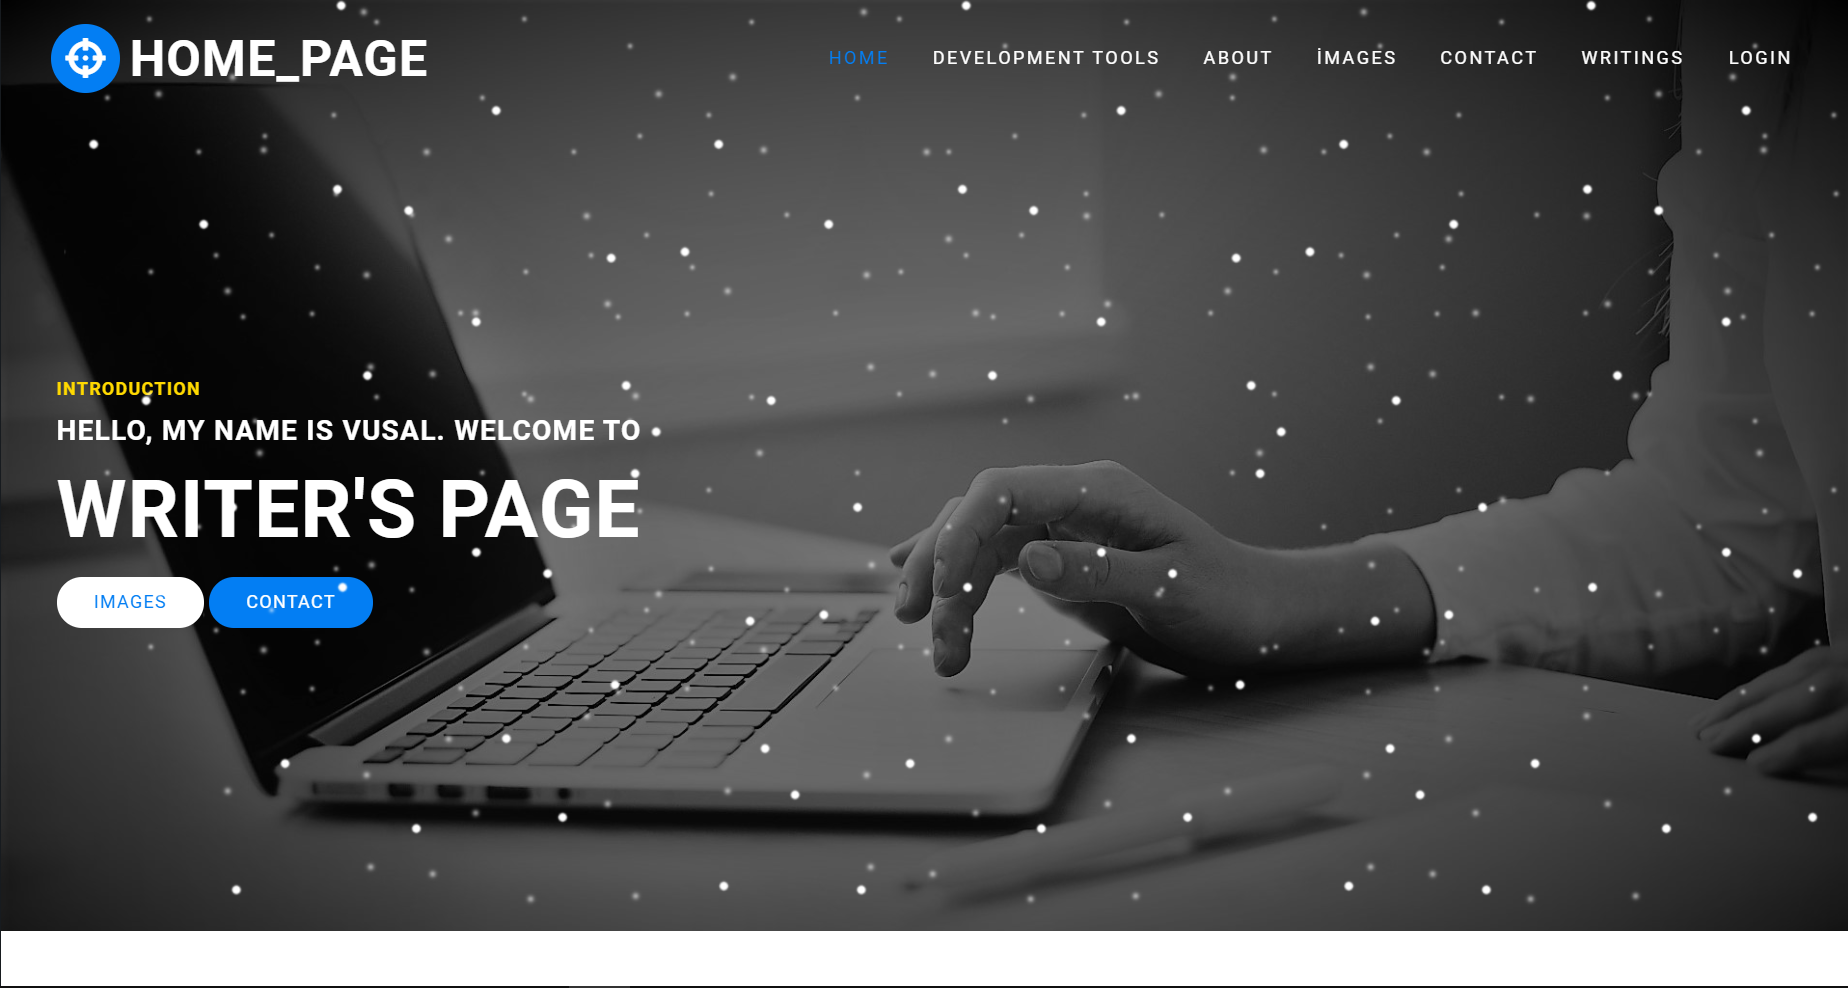 HOME_PAGE
HOME DEVELOPMENT TOOLS ABOUT İMAGES CONTACT WRITINGS LOGIN
INTRODUCTION
HELLO, MY NAME IS VUSAL. WELCOME TO
WRITER'S PAGE
IMAGES CONTACT